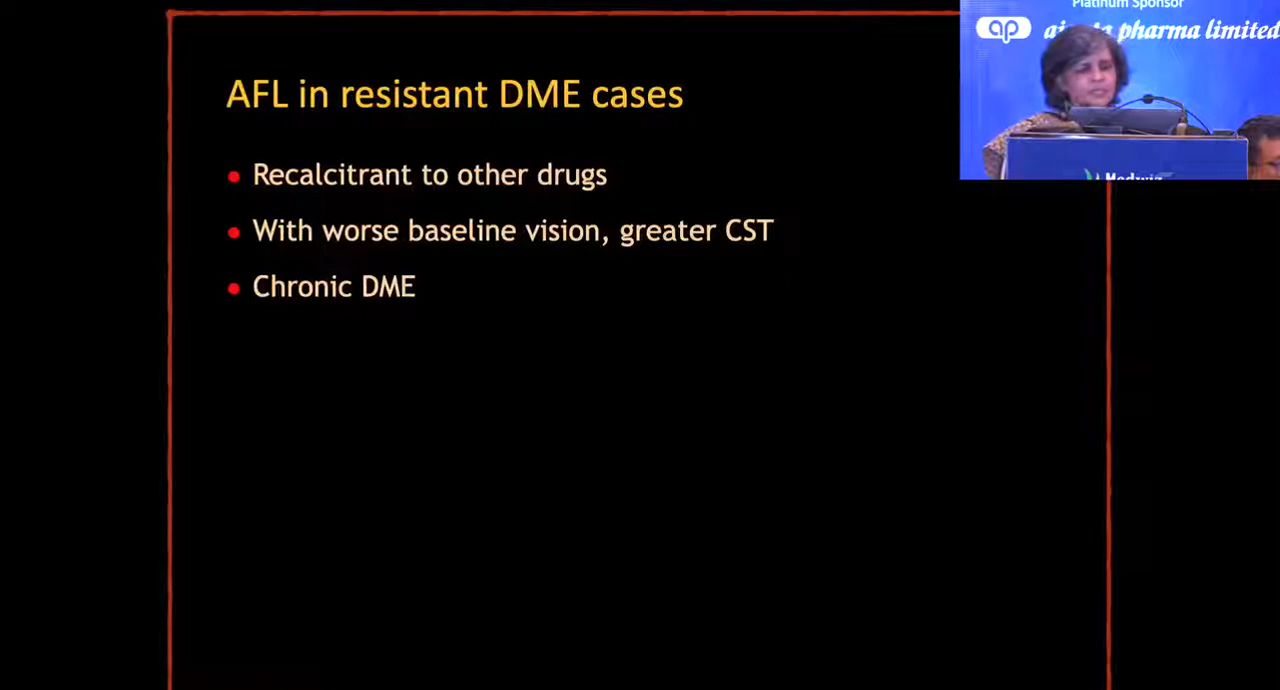 Platinum Sponsor
ap
pharma limited
AFL in resistant DME cases
Recalcitrant to other drugs
With worse baseline vision, greater CST
Chronic DME